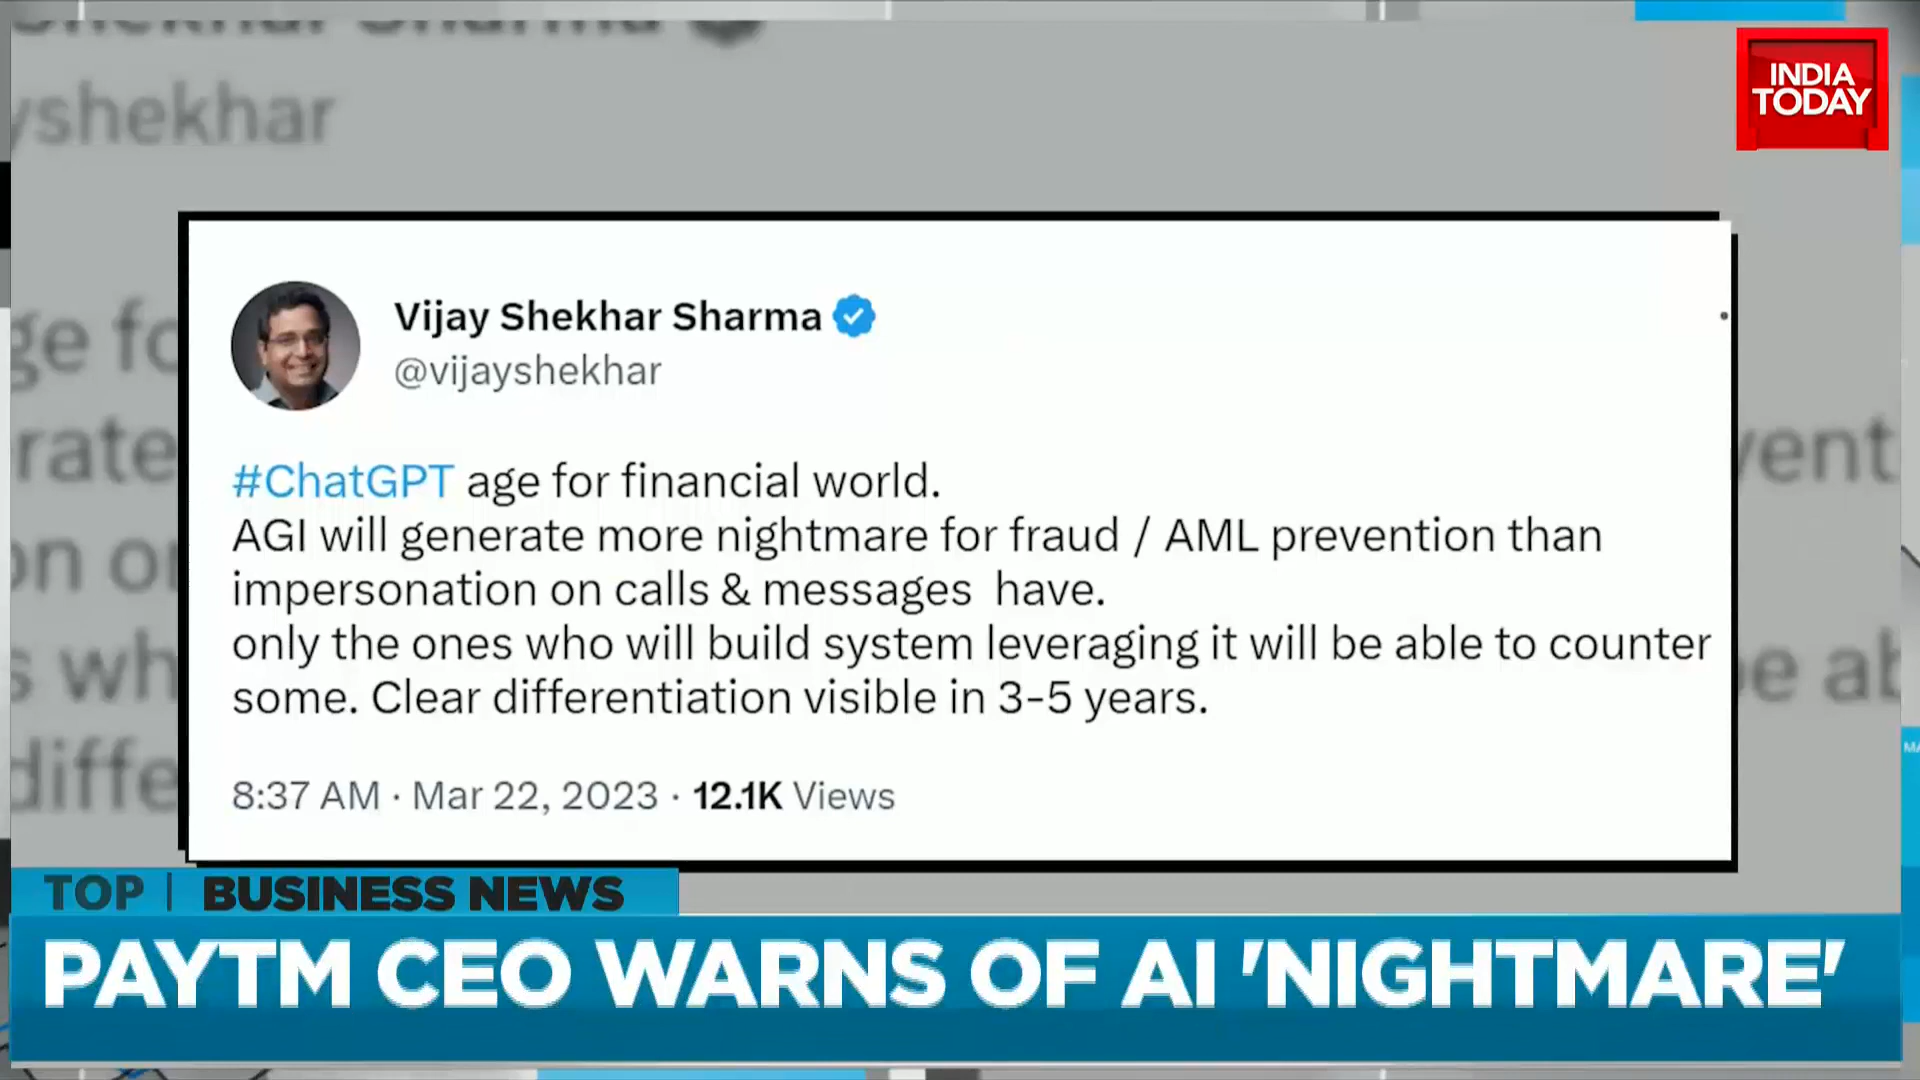 Shekhar Sharma
yshekhar
INDIA
TODAY
Vijay Shekhar Sharma
@vijayshekhar
#ChatGPT age for financial world.
AGI will generate more nightmare for fraud / AML prevention than
impersonation on calls & messages have.
only the ones who will build system leveraging it will be able to counter
some. Clear differentiation visible in 3-5 years.
8:37 AM · Mar 22, 2023 · 12.1K Views
TOP | BUSINESS NEWS
PAYTM CEO WARNS OF AI 'NIGHTMARE'